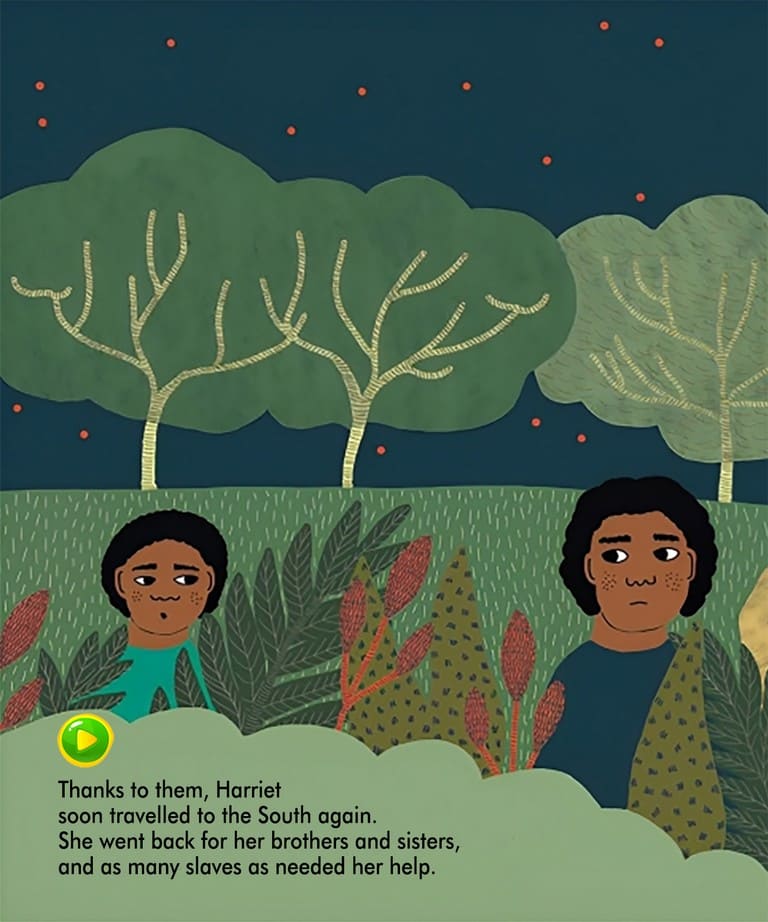 Thanks to them, Harriet
soon travelled to the South again.
She went back for her brothers and sisters,
and as many slaves as needed her help.